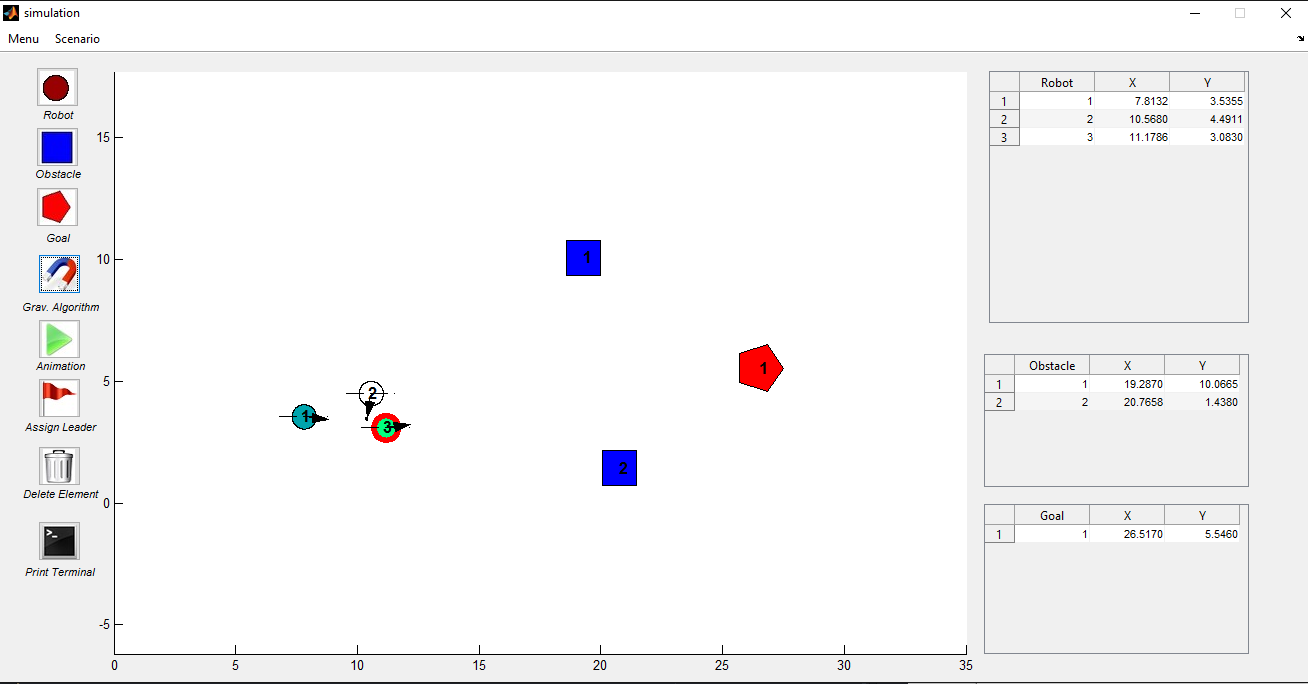 simulation
Menu Scenario
Robot
Obstacle
Goal
Grav. Algorithm
Animation
Assign Leader
Delete Element
>_
Print Terminal
15
10
5
0
-5
0 5 10 15 20 25 30 35
1
2
3
1
2
1
Robot X Y
1 1 7.8132 3.5355
2 2 10.5680 4.4911
3 3 11.1786 3.0830
Obstacle X Y
1 1 19.2870 10.0665
2 2 20.7658 1.4380
Goal X Y
1 1 26.5170 5.5460